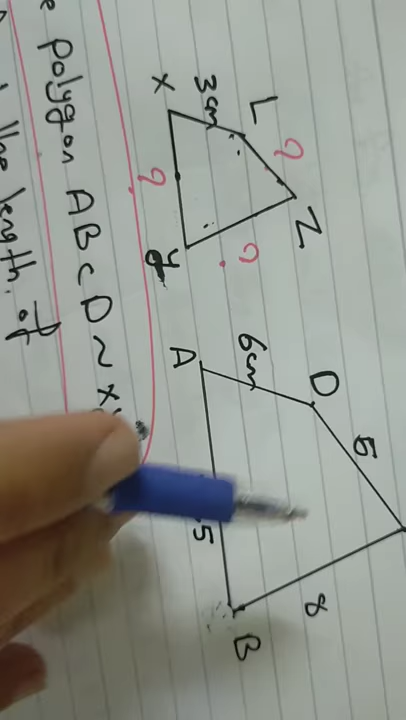 X 3cm L ? Z
? ?
Y
A 6cm D
5
5 8
B
polygon ABCD ~ X
the length of